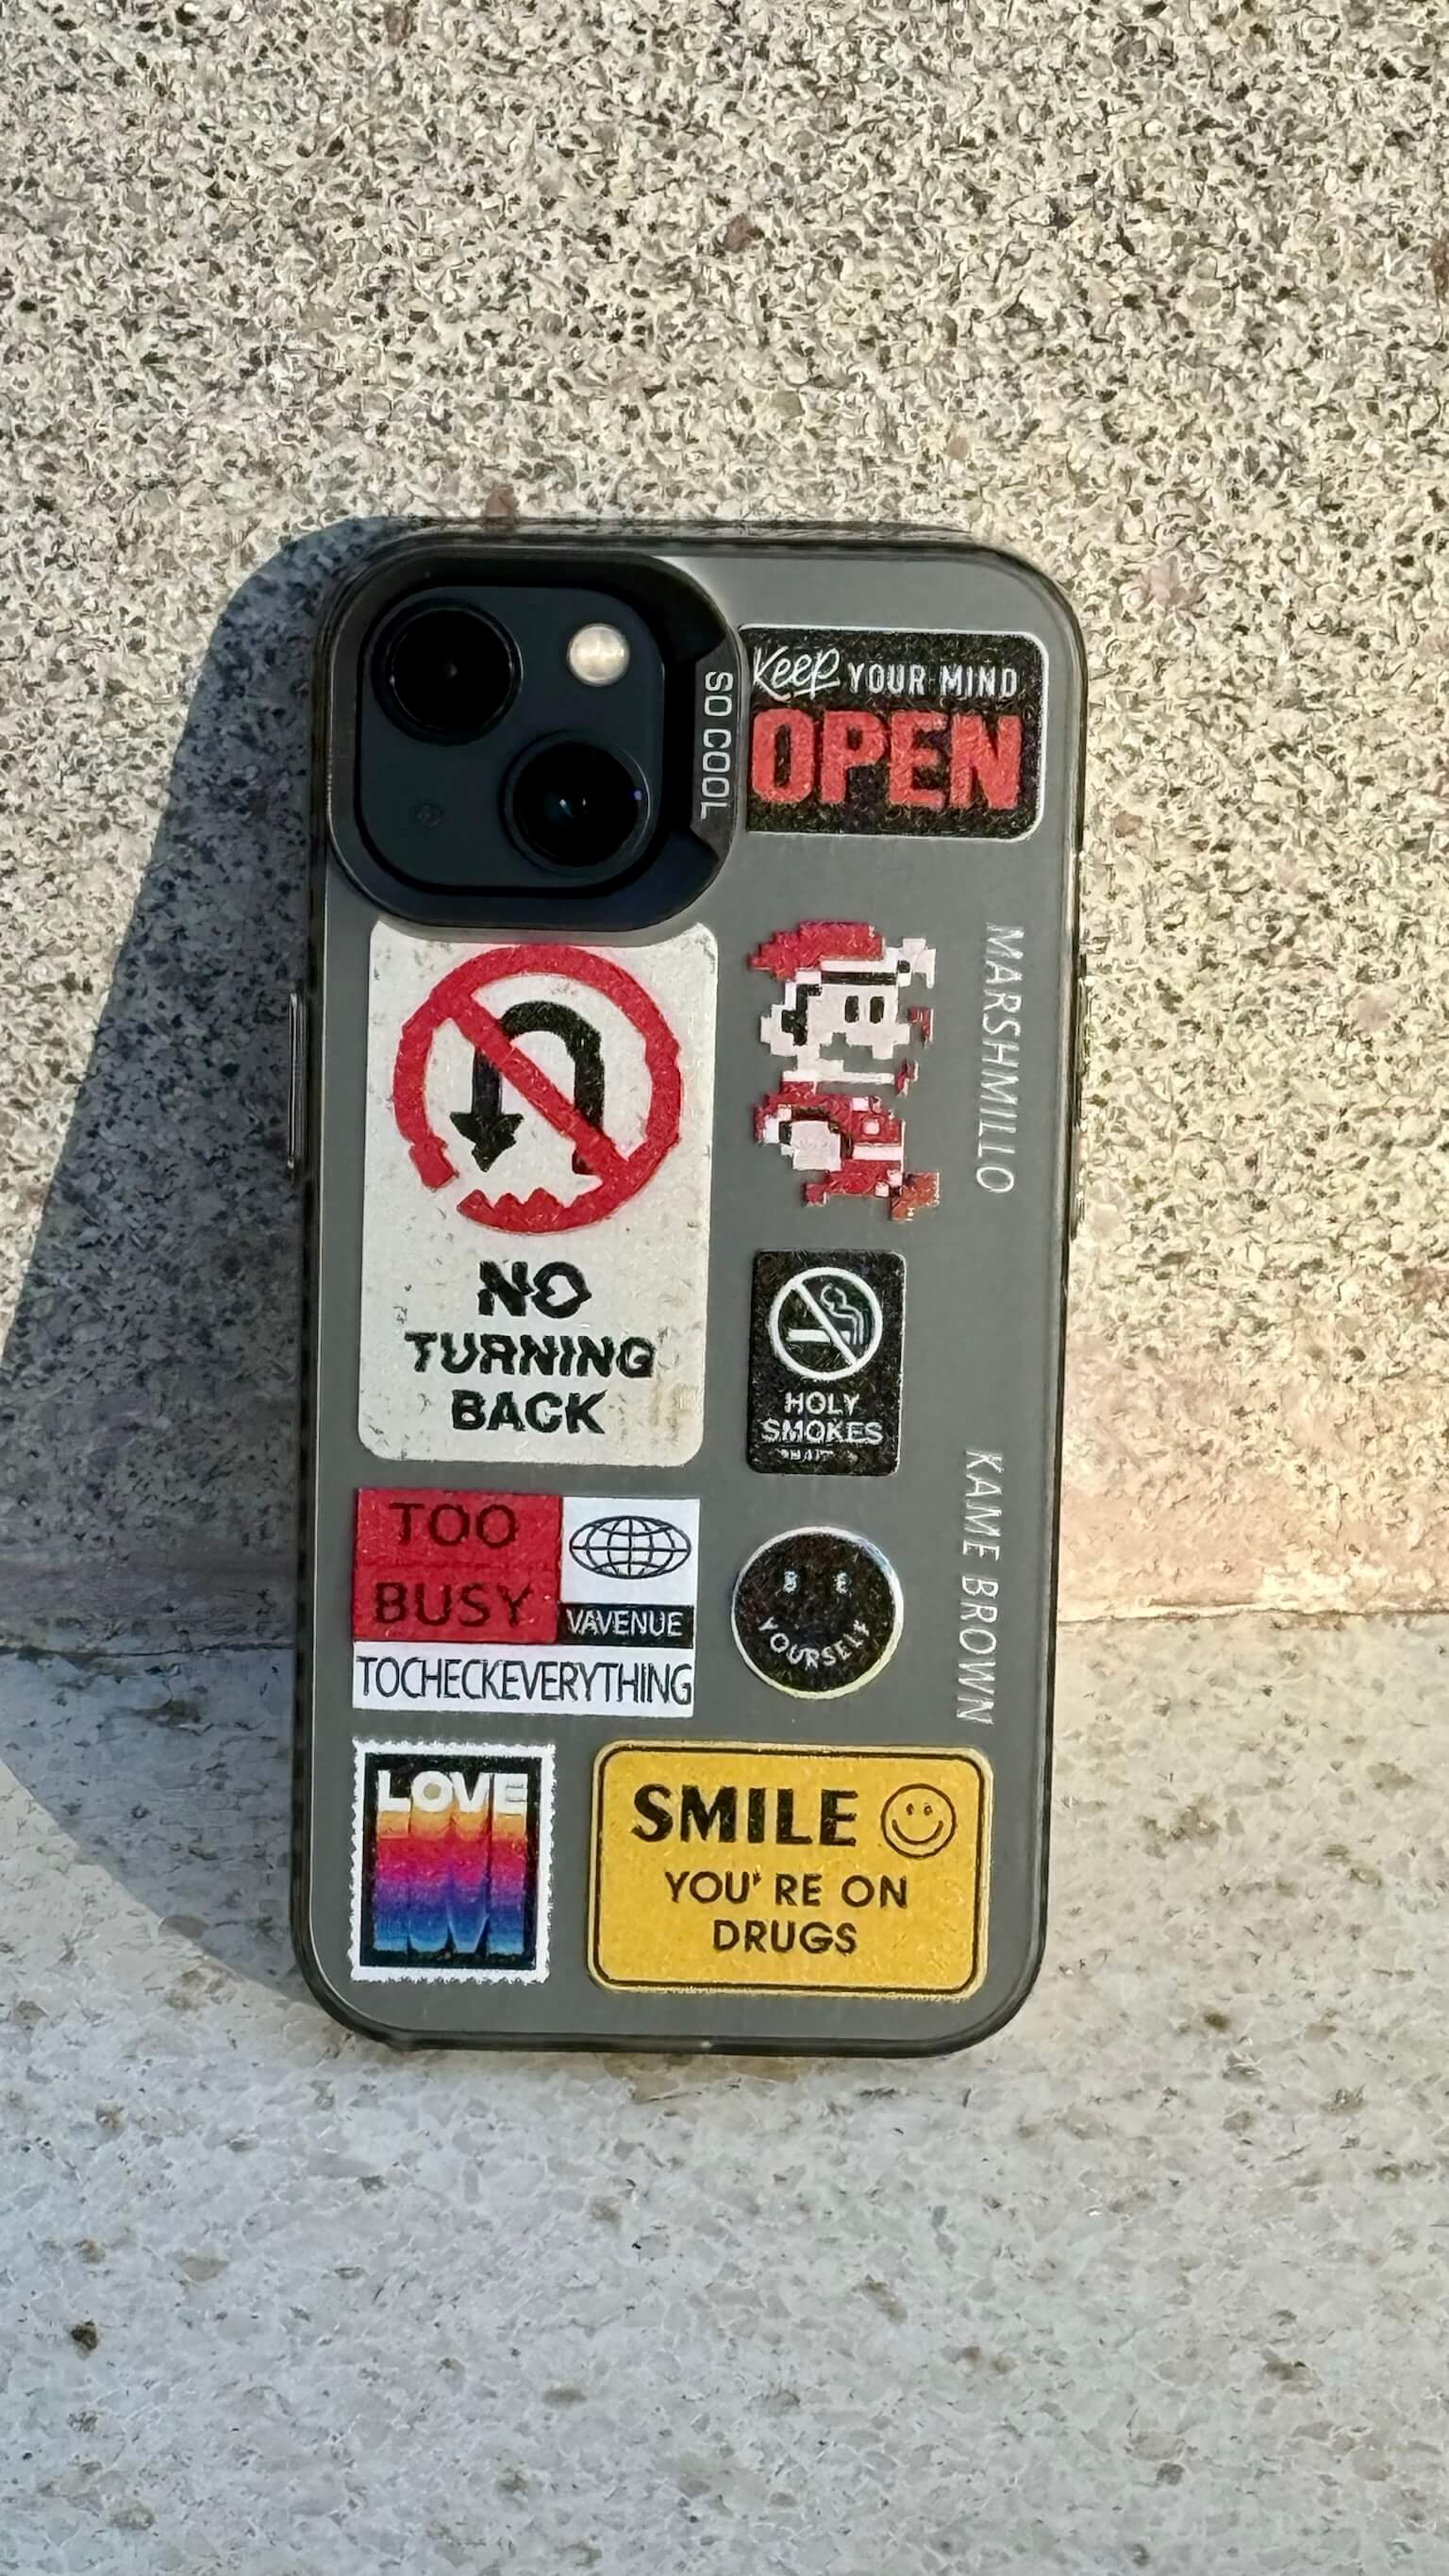 Keep YOUR MIND
OPEN
SO COOL
MARSHMILLO
NO
TURNING
BACK
HOLY
SMOKES
TOO
BUSY
VAVENUE
TOCHECKEVERYTHING
B E
YOURSELF
KAME BROWN
LOVE
SMILE
YOU' RE ON
DRUGS